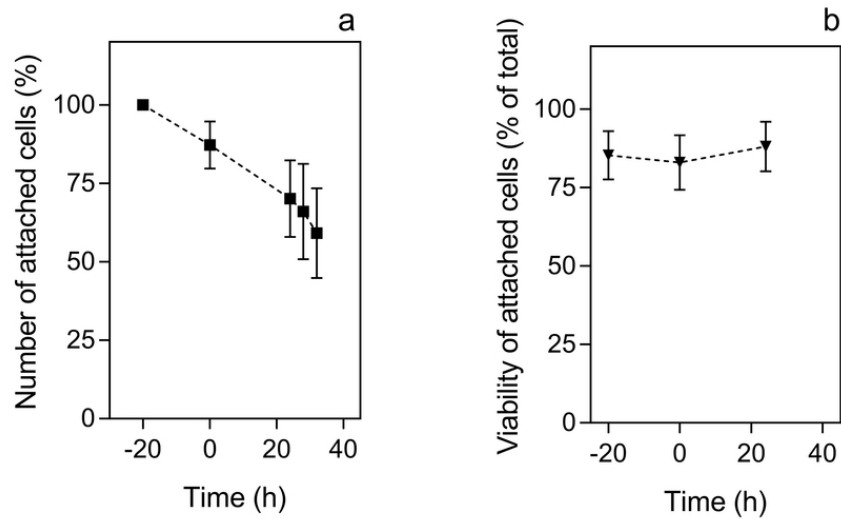 a
Number of attached cells (%)
100
75
50
25
0
-20 0 20 40
Time (h)
b
Viability of attached cells (% of total)
100
75
50
25
0
-20 0 20 40
Time (h)